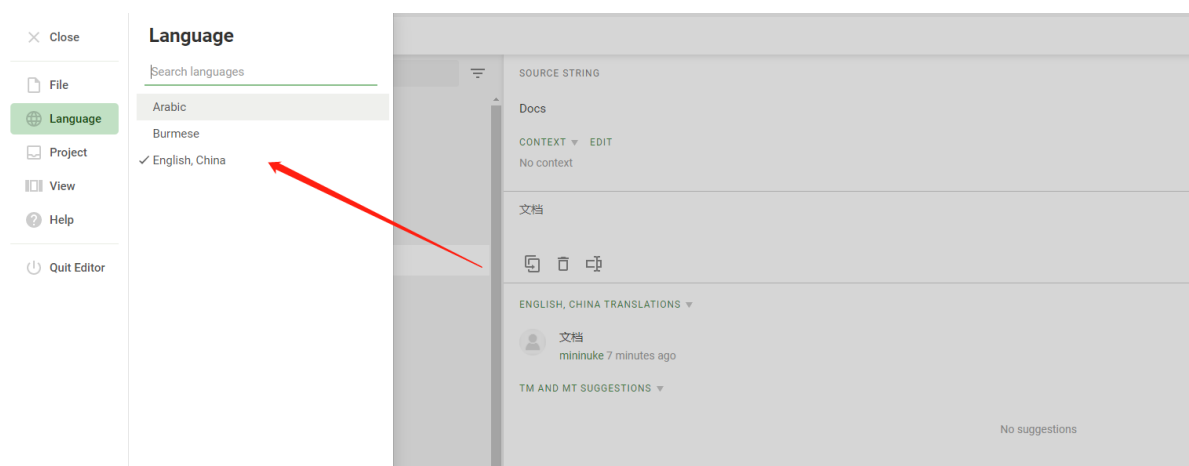 Close
File
Language
Project
View
Help
Quit Editor
Language
Search languages
Arabic
Burmese
English, China
SOURCE STRING
Docs
CONTEXT EDIT
No context
文档
ENGLISH, CHINA TRANSLATIONS
文档
mininuke 7 minutes ago
TM AND MT SUGGESTIONS
No suggestions